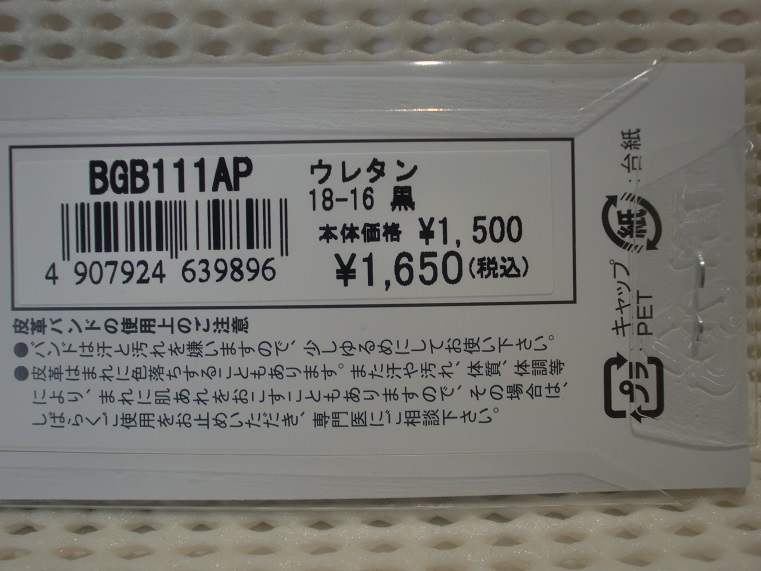 BGB111AP
4 907924 639896
ウレタン
18-16 黒
本体価格 ¥1,500
¥1,650(税込)
皮革バンドの使用上のご注意
●バンドは汗と汚れを嫌いますので、少しゆるめにしてお使い下さい。
●皮革はまれに色落ちすることもあります。また汗や汚れ、体質、体調等
により、まれに肌あれをおこすこともありますので、その場合は、
しばらくご使用をお止めいただき、専門医にご相談下さい。
紙
:台紙
プラ
キャップ
PET